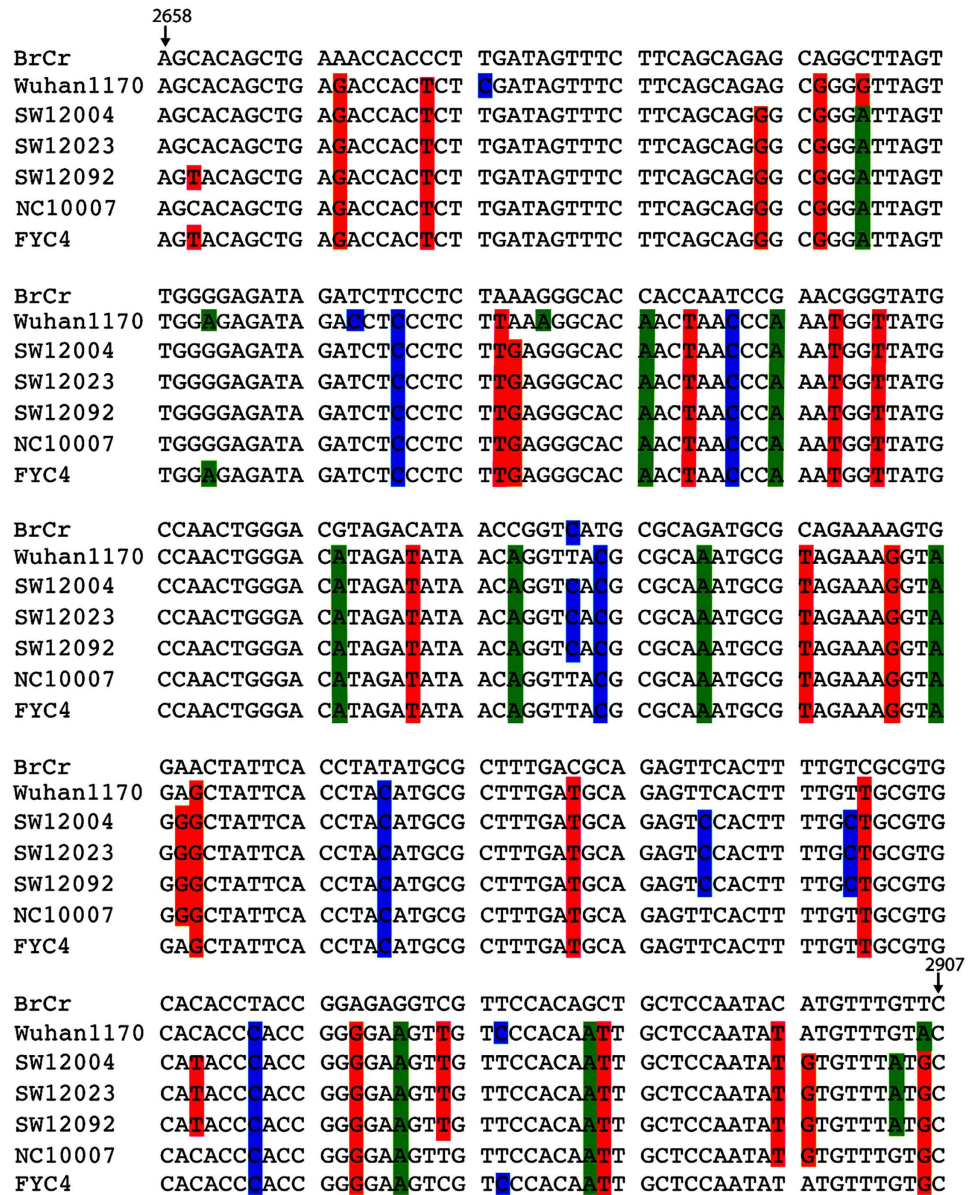 2658
BrCr AGCACAGCTG AAACCACCCT TGATAGTTTC TTCAGCAGAG CAGGCTTAGT
Wuhan1170 AGCACAGCTG AGACCACTCT CGATAGTTTC TTCAGCAGAG CGGGGTTAGT
SW12004 AGCACAGCTG AGACCACTCT TGATAGTTTC TTCAGCAGGG CGGGATTAGT
SW12023 AGCACAGCTG AGACCACTCT TGATAGTTTC TTCAGCAGGG CGGGATTAGT
SW12092 AGTACAGCTG AGACCACTCT TGATAGTTTC TTCAGCAGGG CGGGATTAGT
NC10007 AGCACAGCTG AGACCACTCT TGATAGTTTC TTCAGCAGGG CGGGATTAGT
FYC4 AGTACAGCTG AGACCACTCT TGATAGTTTC TTCAGCAGGG CGGGATTAGT
BrCr TGGGGAGATA GATCTTCCTC TAAAGGGCAC CACCAATCCG AACGGGTATG
Wuhan1170 TGGAGAGATA GACCTCCCTC TTAAAGGCAC AACTAACCCA AATGGTTATG
SW12004 TGGGGAGATA GATCTCCCTC TTGAGGGCAC AACTAACCCA AATGGTTATG
SW12023 TGGGGAGATA GATCTCCCTC TTGAGGGCAC AACTAACCCA AATGGTTATG
SW12092 TGGGGAGATA GATCTCCCTC TTGAGGGCAC AACTAACCCA AATGGTTATG
NC10007 TGGGGAGATA GATCTCCCTC TTGAGGGCAC AACTAACCCA AATGGTTATG
FYC4 TGGAGAGATA GATCTCCCTC TTGAGGGCAC AACTAACCCA AATGGTTATG
BrCr CCAACTGGGA CGTAGACATAA ACCGGTCATG CGCAGATGCG CAGAAAAGTG
Wuhan1170 CCAACTGGGA CATAGATATAA ACAGGTTACG CGCAAATGCG TAGAAAGGTA
SW12004 CCAACTGGGA CATAGATATAA ACAGGTCACG CGCAAATGCG TAGAAAGGTA
SW12023 CCAACTGGGA CATAGATATAA ACAGGTCACG CGCAAATGCG TAGAAAGGTA
SW12092 CCAACTGGGA CATAGATATAA ACAGGTCACG CGCAAATGCG TAGAAAGGTA
NC10007 CCAACTGGGA CATAGATATAA ACAGGTTACG CGCAAATGCG TAGAAAGGTA
FYC4 CCAACTGGGA CATAGATATAA ACAGGTTACG CGCAAATGCG TAGAAAGGTA
BrCr GAACTATTCA CCTATATGCG CTTTGACGCA GAGTTCACTT TTGTCGCGTG
Wuhan1170 GAGCTATTCA CCTACATGCG CTTTGATGCA GAGTTCACTT TTGTTGCGTG
SW12004 GGGCTATTCA CCTACATGCG CTTTGATGCA GAGTCCACTT TTGCTGCGTG
SW12023 GGGCTATTCA CCTACATGCG CTTTGATGCA GAGTCCACTT TTGCTGCGTG
SW12092 GGGCTATTCA CCTACATGCG CTTTGATGCA GAGTCCACTT TTGCTGCGTG
NC10007 GGGCTATTCA CCTACATGCG CTTTGATGCA GAGTTCACTT TTGTTGCGTG
FYC4 GAGCTATTCA CCTACATGCG CTTTGATGCA GAGTTCACTT TTGTTGCGTG
2907
BrCr CACACCTACC GGAGAGGTCG TTCCACAGCT GCTCCAATAC ATGTTTGTTC
Wuhan1170 CACACCCACC GGGGAAGTTG TCCCACAATT GCTCCAATAT ATGTTTGTAC
SW12004 CATACCCACC GGGGAAGTTG TTCCACAATT GCTCCAATAT GTGTTTATGC
SW12023 CATACCCACC GGGGAAGTTG TTCCACAATT GCTCCAATAT GTGTTTATGC
SW12092 CATACCCACC GGGGAAGTTG TTCCACAATT GCTCCAATAT GTGTTTATGC
NC10007 CACACCCACC GGGGAAGTTGT TTCCACAATT GCTCCAATAT GTGTTTGTGC
FYC4 CACACCCACC GGGGAAGTCG TCCCACAATT GCTCCAATAT ATGTTTGTGC